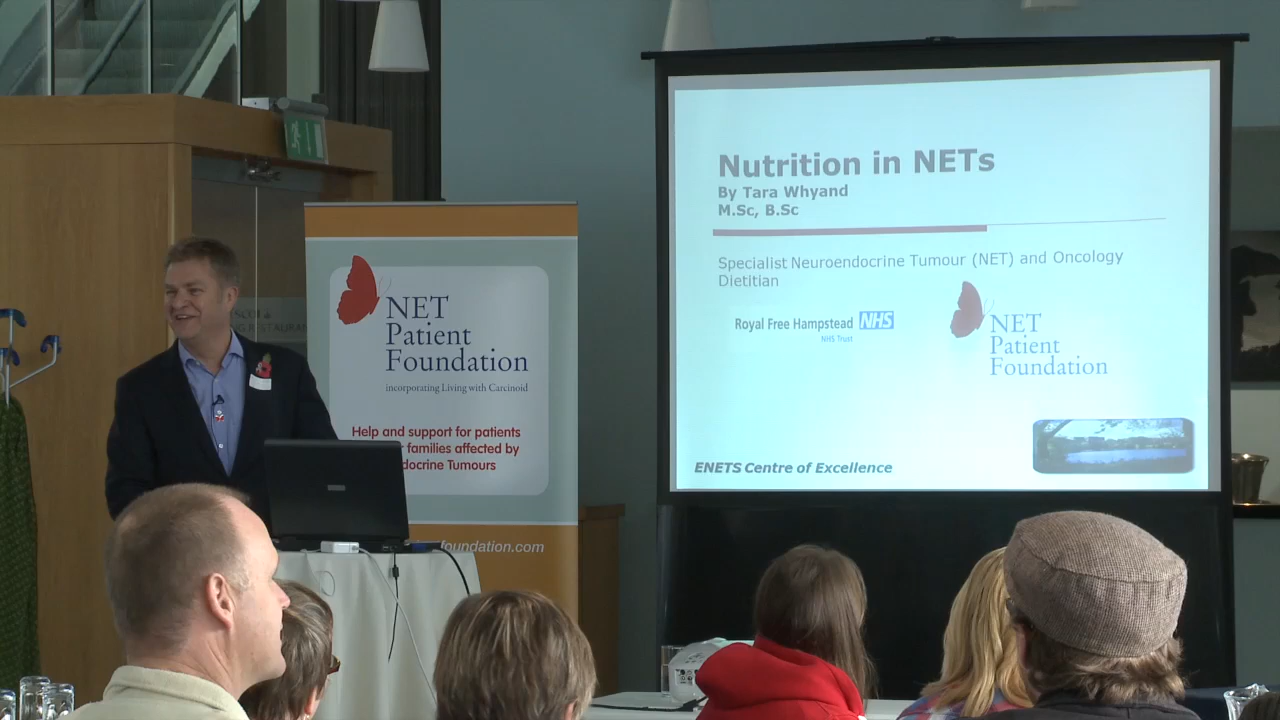 NET
Patient
Foundation
incorporating Living with Carcinoid
Help and support for patients
families affected by
docrine Tumours
foundation.com
Nutrition in NETs
By Tara Whyand
M.Sc, B.Sc
Specialist Neuroendocrine Tumour (NET) and Oncology
Dietitian
Royal Free Hampstead NHS
NHS Trust
NET
Patient
Foundation
ENETS Centre of Excellence